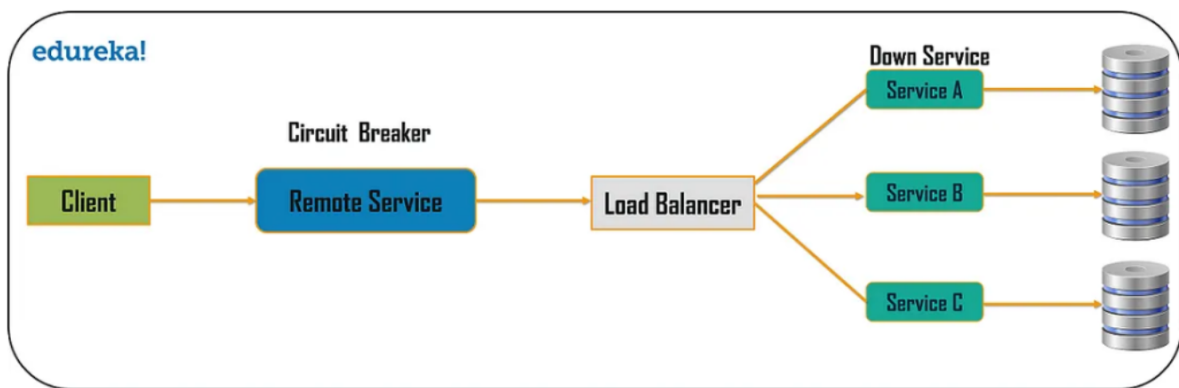 edureka!
Down Service
Service A
Circuit Breaker
Client
Remote Service
Load Balancer
Service B
Service C